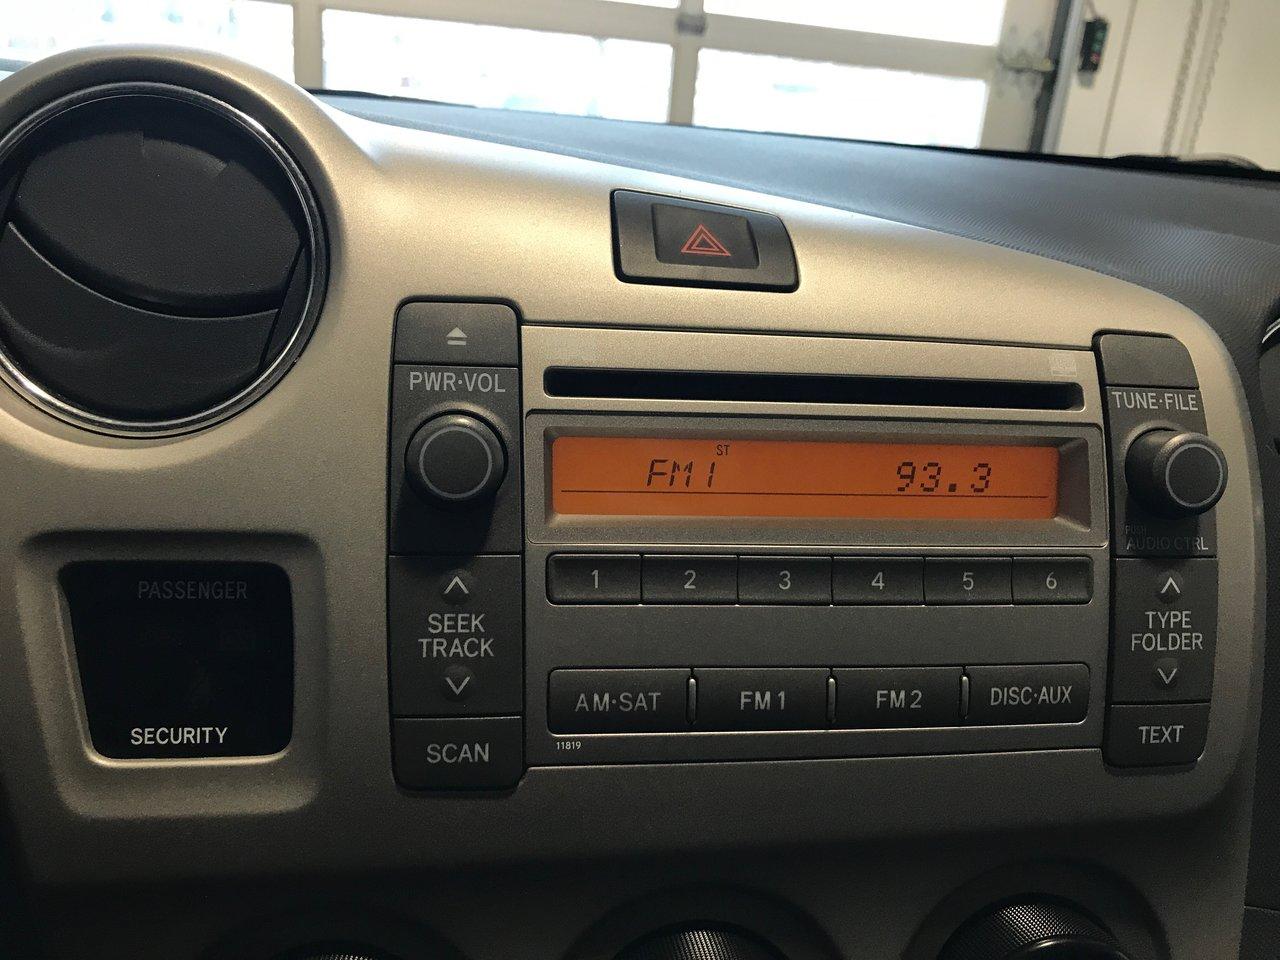 PWR·VOL
TUNE·FILE
ST
FM1 93.3
PUSH
AUDIO CTRL
1 2 3 4 5 6
PASSENGER
SEEK
TRACK
TYPE
FOLDER
AM·SAT FM1 FM2 DISC·AUX
SECURITY
SCAN
11819
TEXT